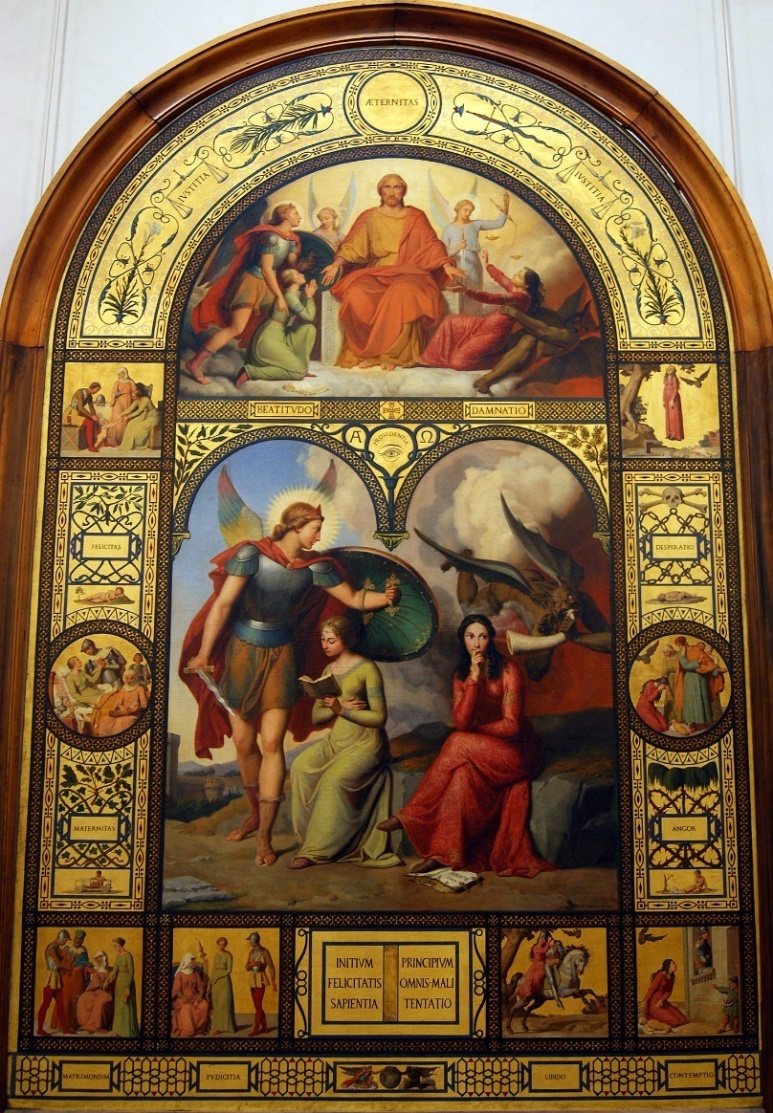 ÆTERNITAS
IVSTITIA
IVSTITIA
BEATITVDO
DAMNATIO
A
Ω
FELICITAS
DESPERATIO
MATERNITAS
ANGOR
INITIVM
FELICITATIS
SAPIENTIA
PRINCIPIVM
OMNIS·MALI
TENTATIO
MATRIMONIVM
PVDICITIA
LIBIDO
CONTEMPTIO